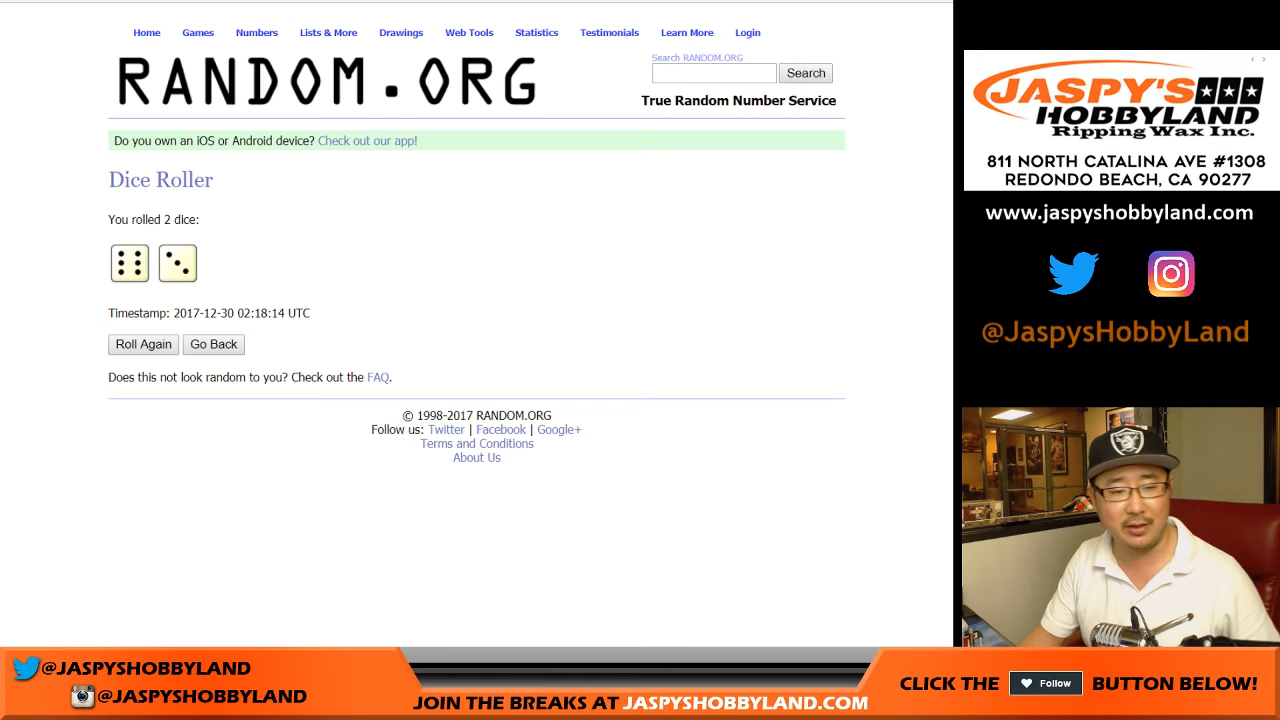 Home Games Numbers Lists & More Drawings Web Tools Statistics Testimonials Learn More Login
RANDOM.ORG
Search RANDOM.ORG
Search
True Random Number Service
Do you own an iOS or Android device? Check out our app!
Dice Roller
You rolled 2 dice:
Timestamp: 2017-12-30 02:18:14 UTC
Roll Again Go Back
Does this not look random to you? Check out the FAQ.
© 1998-2017 RANDOM.ORG
Follow us: Twitter | Facebook | Google+
Terms and Conditions
About Us
JASPY'S
HOBBYLAND
Ripping Wax Inc.
811 NORTH CATALINA AVE #1308
REDONDO BEACH, CA 90277
www.jaspyshobbyland.com
@JaspysHobbyLand
@JASPYSHOBBYLAND
@JASPYSHOBBYLAND
JOIN THE BREAKS AT JASPYSHOBBYLAND.COM
CLICK THE Follow BUTTON BELOW!